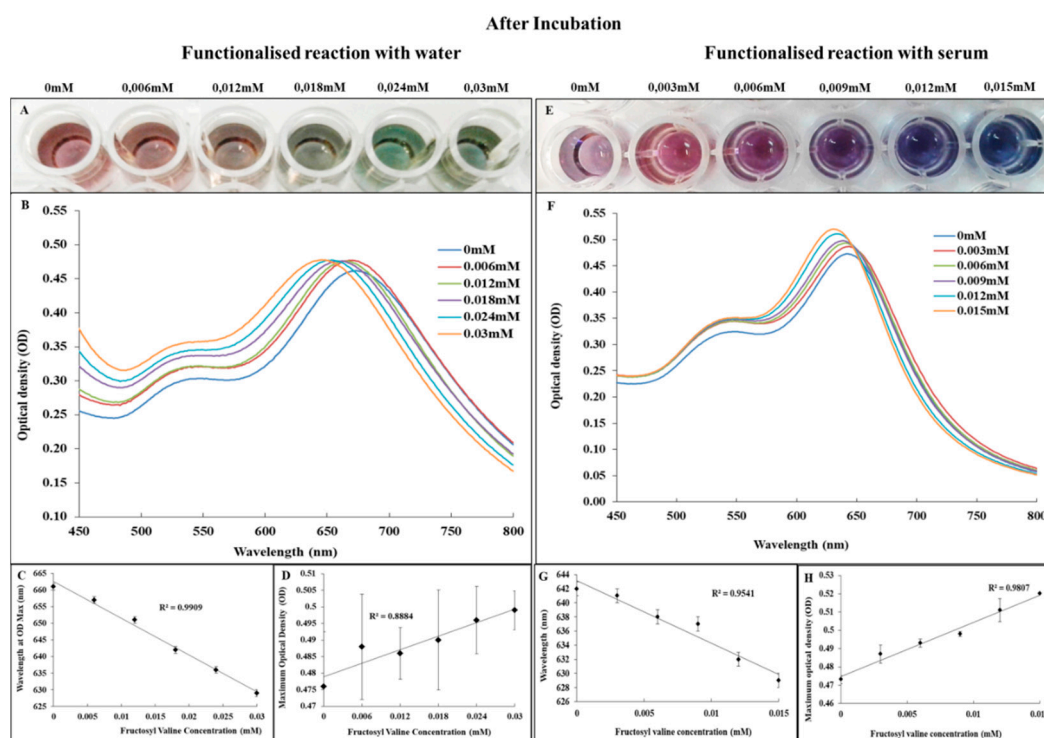 After Incubation
Functionalised reaction with water
Functionalised reaction with serum
0mM 0,006mM 0,012mM 0,018mM 0,024mM 0,03mM
0mM 0,003mM 0,006mM 0,009mM 0,012mM 0,015mM
A
E
B
0.55
0.50
0.45
0.40
0.35
0.30
0.25
0.20
0.15
0.10
Optical density (OD)
0mM
0.006mM
0.012mM
0.018mM
0.024mM
0.03mM
450 500 550 600 650 700 750 800
Wavelength (nm)
F
0.55
0.50
0.45
0.40
0.35
0.30
0.25
0.20
0.15
0.10
0.05
0.00
Optical density (OD)
0mM
0.003mM
0.006mM
0.009mM
0.012mM
0.015mM
450 500 550 600 650 700 750 800
Wavelength (nm)
C
665
660
655
650
645
640
635
630
625
Wavelength at OD Max (nm)
R² = 0.9909
0 0.005 0.01 0.015 0.02 0.025 0.03
Fructosyl Valine Concentration (mM)
D
0.51
0.505
0.5
0.495
0.49
0.485
0.48
0.475
0.47
Maximum Optical Density (OD)
R² = 0.8884
0 0.006 0.012 0.018 0.024 0.03
Fructosyl Valine Concentration (mM)
G
644
642
640
638
636
634
632
630
628
626
Wavelength (nm)
R² = 0.9541
0 0.005 0.01 0.015
Fructosyl valine concentration (mM)
H
0.53
0.52
0.51
0.5
0.49
0.48
0.47
0.46
Maximum optical density (OD)
R² = 0.9807
0 0.005 0.01
Fructosyl valine concentration (mM)